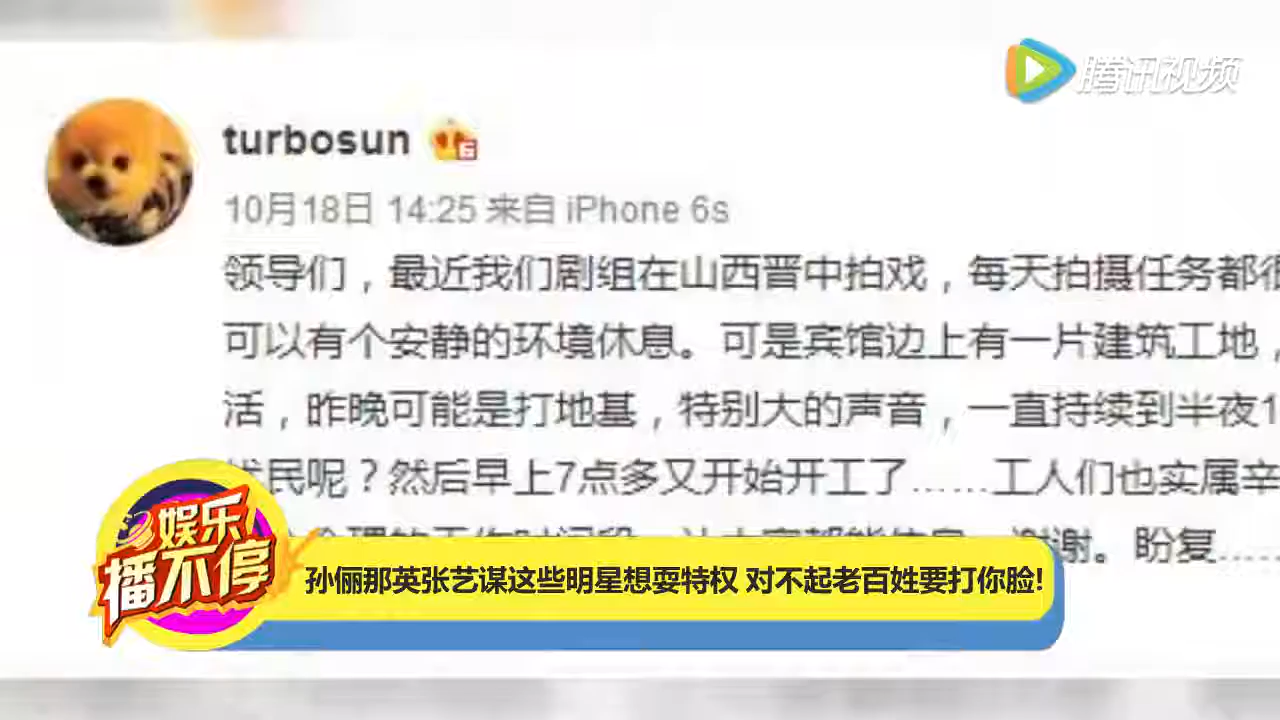 腾讯视频
turbosun
6
10月18日 14:25 来自 iPhone 6s
领导们，最近我们剧组在山西晋中拍戏，每天拍摄任务都很
可以有个安静的环境休息。可是宾馆边上有一片建筑工地，
活，昨晚可能是打地基，特别大的声音，一直持续到半夜1
扰民呢？然后早上7点多又开始开工了……工人们也实属辛
谢谢。盼复……
娱乐
播不停
孙俪那英张艺谋这些明星想耍特权 对不起老百姓要打你脸!